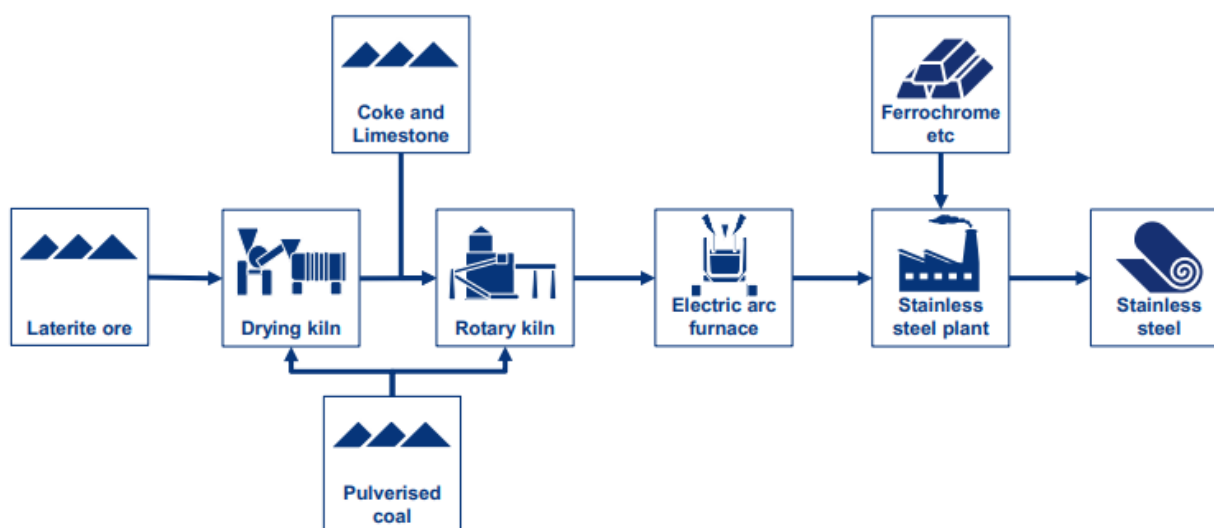 Coke and
Limestone
Ferrochrome
etc
Laterite ore
Drying kiln
Rotary kiln
Electric arc
furnace
Stainless
steel plant
Stainless
steel
Pulverised
coal